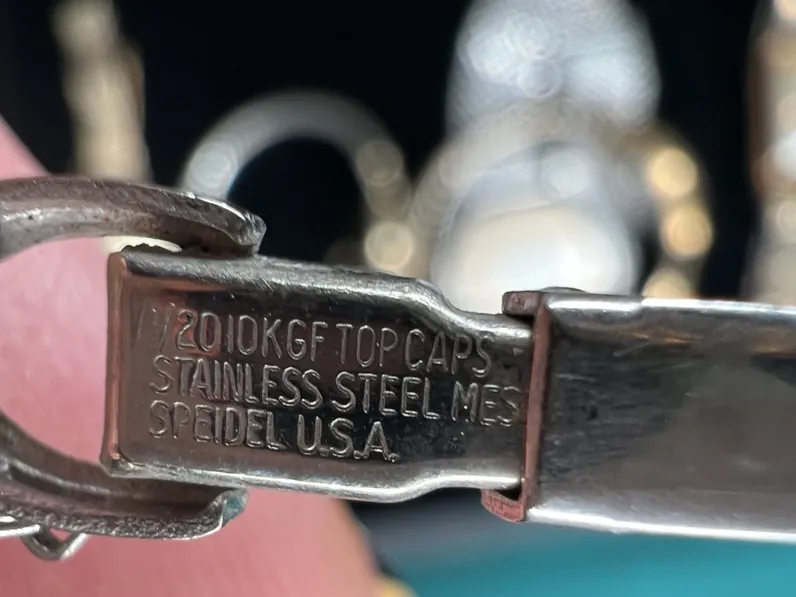 1/20 10KGF TOP CAPS
STAINLESS STEEL MES
SPEIDEL U.S.A.